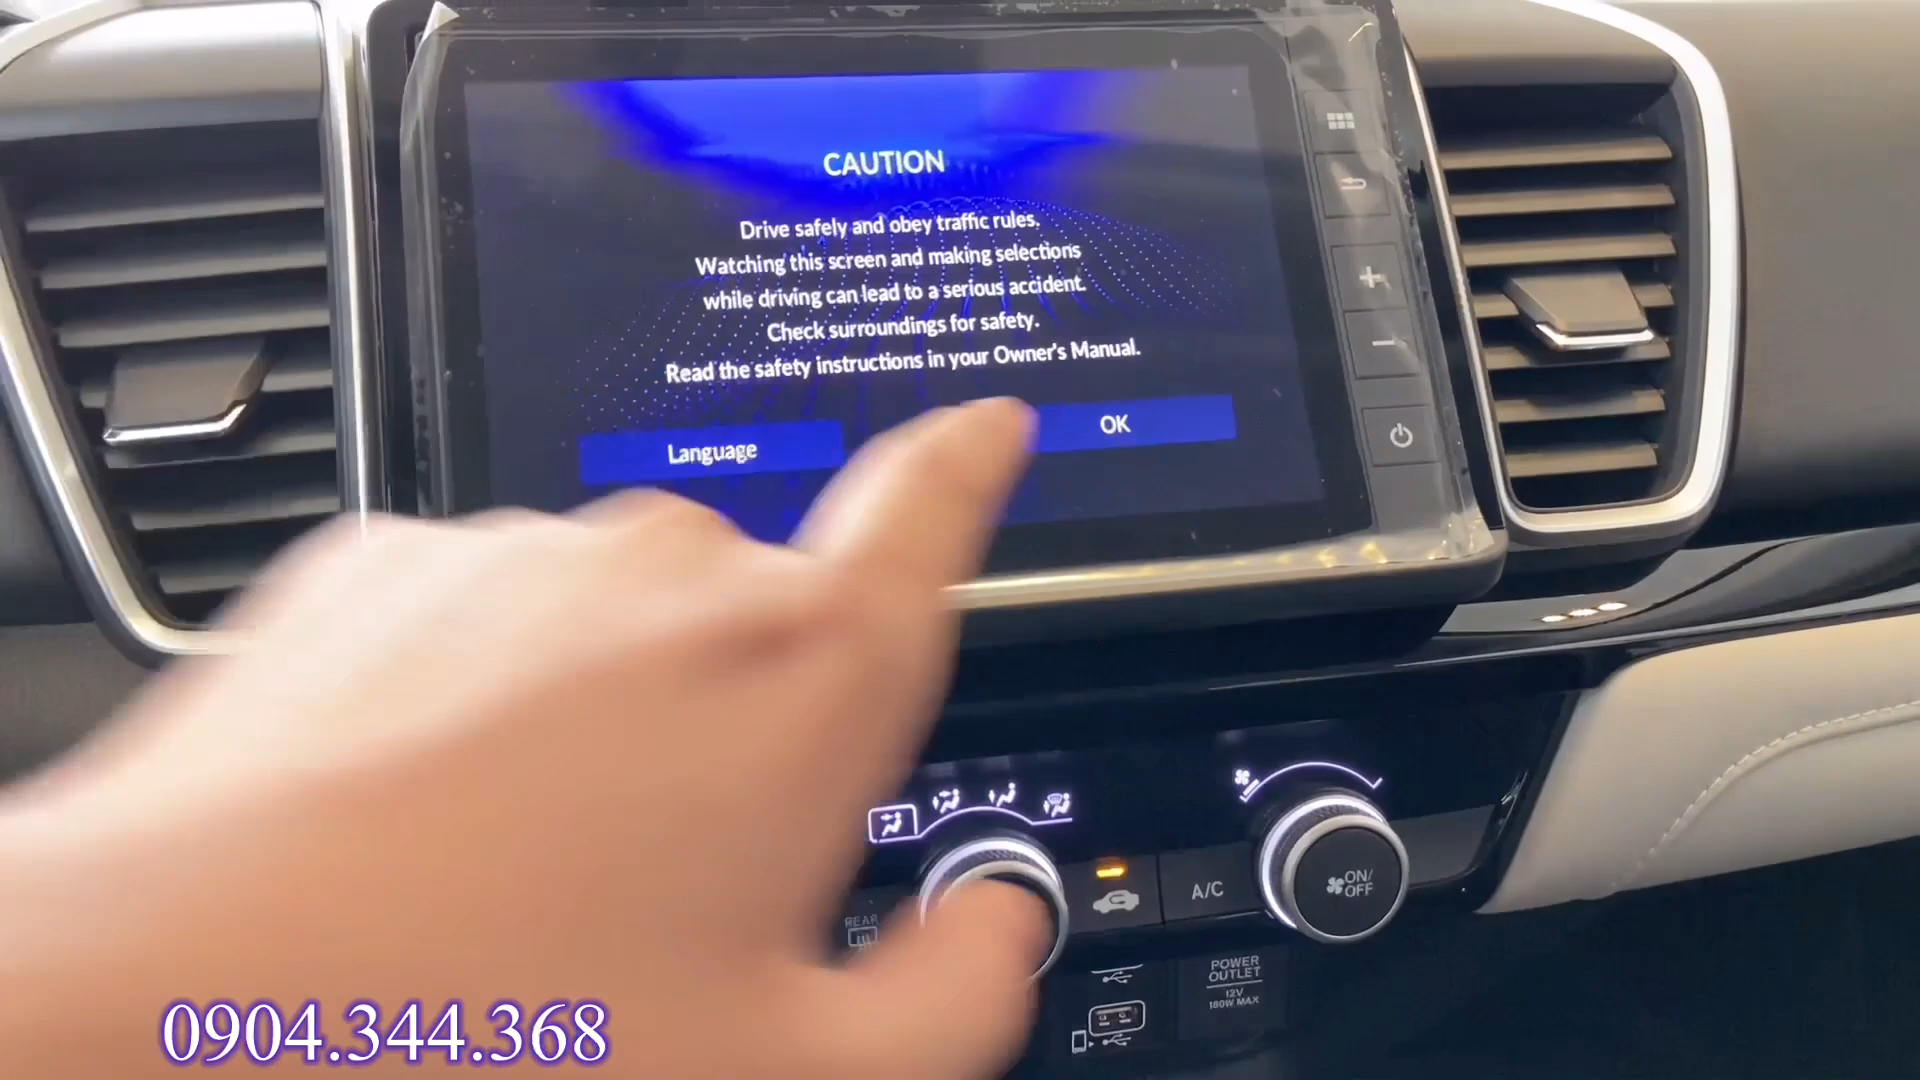 CAUTION
Drive safely and obey traffic rules.
Watching this screen and making selections
while driving can lead to a serious accident.
Check surroundings for safety.
Read the safety instructions in your Owner's Manual.
Language
OK
REAR
A/C
ON/
OFF
POWER
OUTLET
12V
180W MAX
0904.344.368